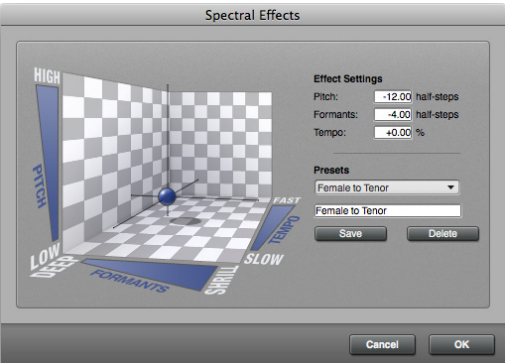 Spectral Effects
HIGH
PITCH
LOW
DEEP
FORMANTS
SHRILL
SLOW
TEMPO
FAST
Effect Settings
Pitch: -12.00 half-steps
Formants: -4.00 half-steps
Tempo: +0.00 %
Presets
Female to Tenor
Female to Tenor
Save Delete
Cancel OK